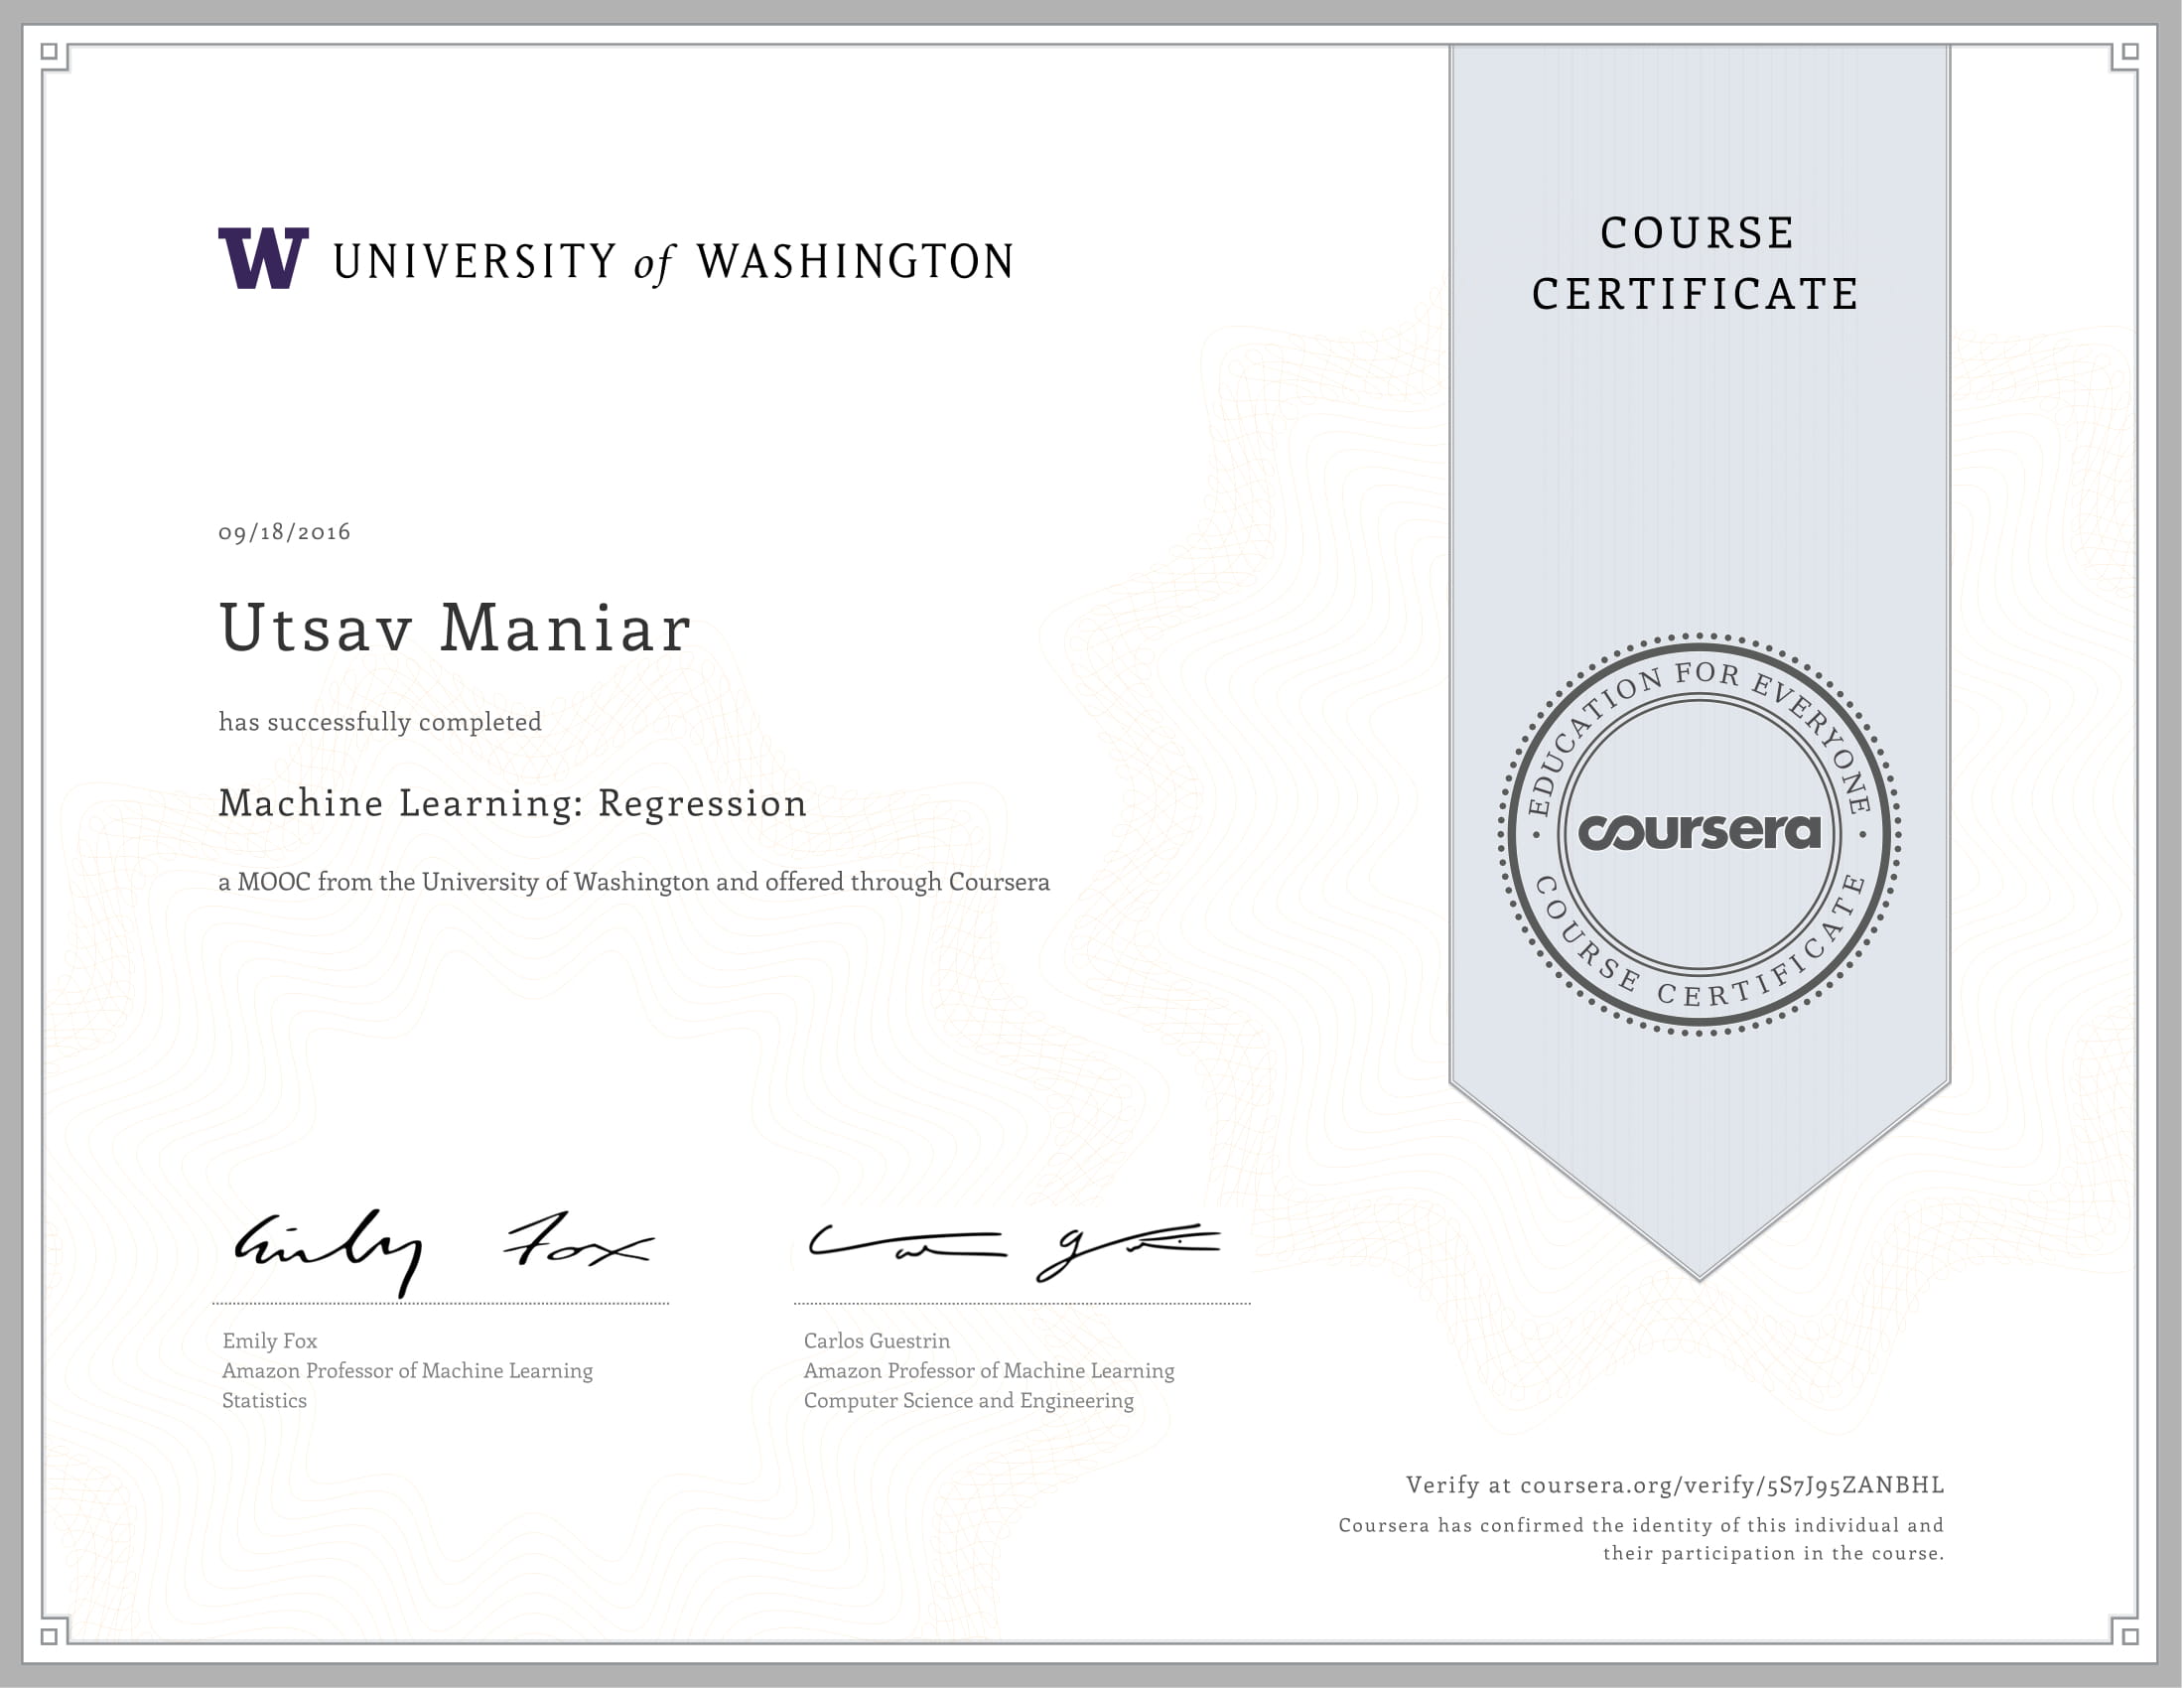 W UNIVERSITY of WASHINGTON
COURSE
CERTIFICATE
09/18/2016
Utsav Maniar
has successfully completed
Machine Learning: Regression
a MOOC from the University of Washington and offered through Coursera
EDUCATION FOR EVERYONE
coursera
COURSE CERTIFICATE
Emily Fox
Emily Fox
Amazon Professor of Machine Learning
Statistics
Carlos Guestrin
Amazon Professor of Machine Learning
Computer Science and Engineering
Verify at coursera.org/verify/5S7J95ZANBHL
Coursera has confirmed the identity of this individual and
their participation in the course.